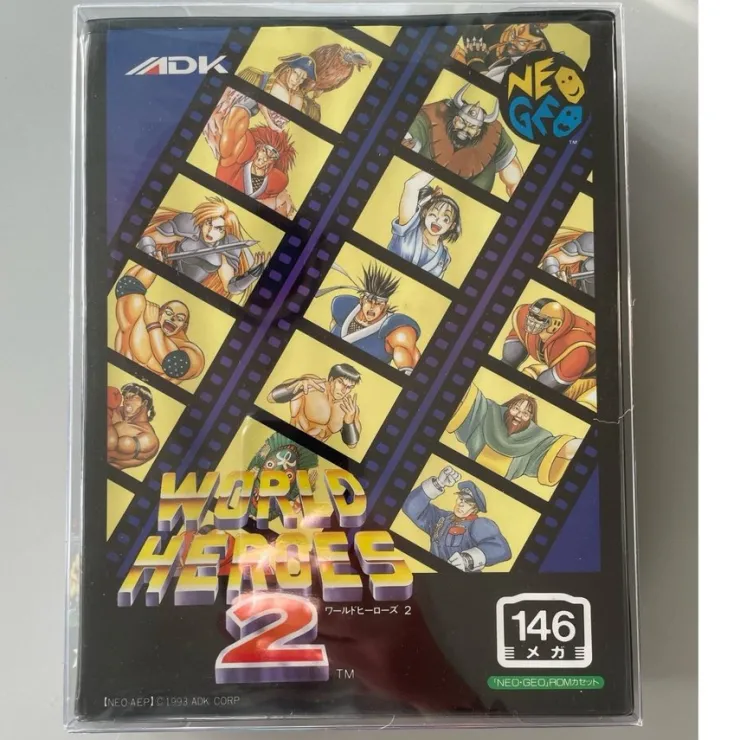 ADK
NEO
GEO
TM
WORLD
HEROES
2
ワールドヒーローズ 2
TM
146
メガ
「NEO・GEO」ROMカセット
【NEO-AEP】© 1993 ADK CORP.